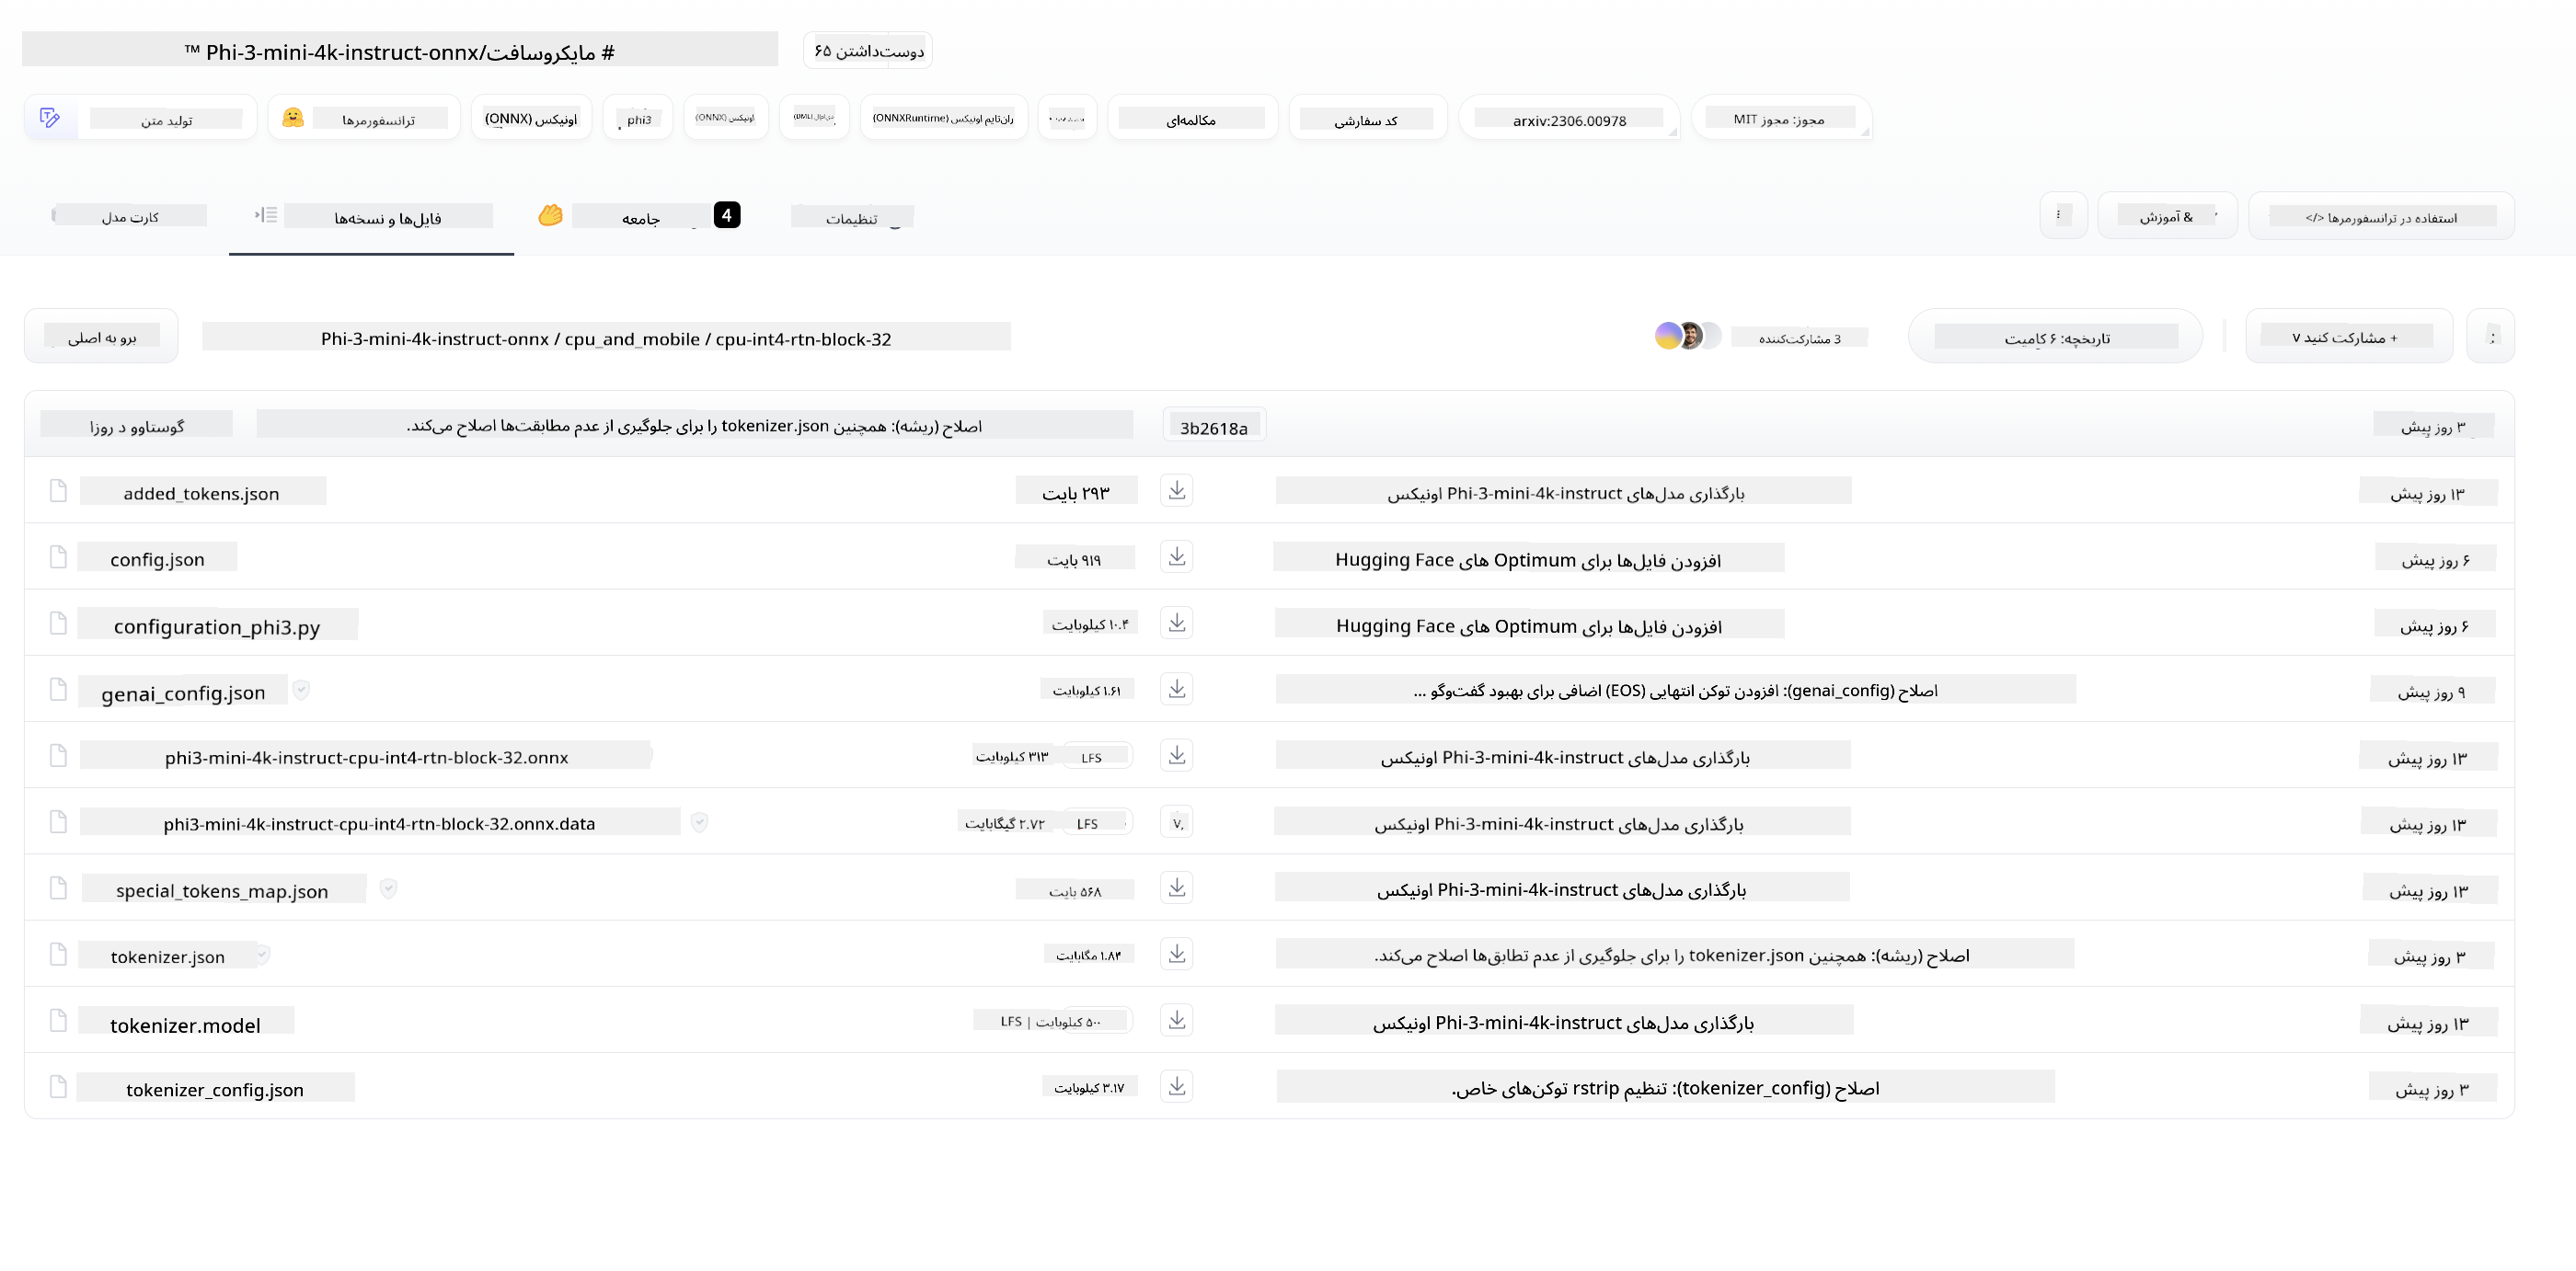 # مایکروسافت/Phi-3-mini-4k-instruct-onnx ™
دوست‌داشتن ۶۵
تولید متن
ترانسفورمرها
اونیکس (ONNX)
phi3
اونیکس (ONNX)
ران‌تایم اونیکس (ONNXRuntime)
مکالمه‌ای
کد سفارشی
arxiv:2306.00978
مجوز: مجوز MIT
کارت مدل
فایل‌ها و نسخه‌ها
جامعه 4
تنظیمات
& آموزش
استفاده در ترانسفورمرها </>
برو به اصلی
Phi-3-mini-4k-instruct-onnx / cpu_and_mobile / cpu-int4-rtn-block-32
3 مشارکت‌کننده
تاریخچه: ۶ کامیت
+ مشارکت کنید v
گوستاوو د روزا
اصلاح (ریشه): همچنین tokenizer.json را برای جلوگیری از عدم مطابقت‌ها اصلاح می‌کند.
3b2618a
۳ روز پیش
added_tokens.json
۲۹۳ بایت
بارگذاری مدل‌های Phi-3-mini-4k-instruct اونیکس
۱۳ روز پیش
config.json
۹۱۹ بایت
افزودن فایل‌ها برای Optimum های Hugging Face
۶ روز پیش
configuration_phi3.py
۱۰.۴ کیلوبایت
افزودن فایل‌ها برای Optimum های Hugging Face
۶ روز پیش
genai_config.json
۱.۶۱ کیلوبایت
اصلاح (genai_config): افزودن توکن انتهایی (EOS) اضافی برای بهبود گفت‌وگو ...
۹ روز پیش
phi3-mini-4k-instruct-cpu-int4-rtn-block-32.onnx
۳۱۳ کیلوبایت
LFS
بارگذاری مدل‌های Phi-3-mini-4k-instruct اونیکس
۱۳ روز پیش
phi3-mini-4k-instruct-cpu-int4-rtn-block-32.onnx.data
۲.۷۲ گیگابایت
LFS
بارگذاری مدل‌های Phi-3-mini-4k-instruct اونیکس
۱۳ روز پیش
special_tokens_map.json
۵۶۸ بایت
بارگذاری مدل‌های Phi-3-mini-4k-instruct اونیکس
۱۳ روز پیش
tokenizer.json
۱.۸۴ مگابایت
اصلاح (ریشه): همچنین tokenizer.json را برای جلوگیری از عدم تطابق‌ها اصلاح می‌کند.
۳ روز پیش
tokenizer.model
۵۰۰ کیلوبایت | LFS
بارگذاری مدل‌های Phi-3-mini-4k-instruct اونیکس
۱۳ روز پیش
tokenizer_config.json
۳.۱۷ کیلوبایت
اصلاح (tokenizer_config): تنظیم rstrip توکن‌های خاص.
۳ روز پیش